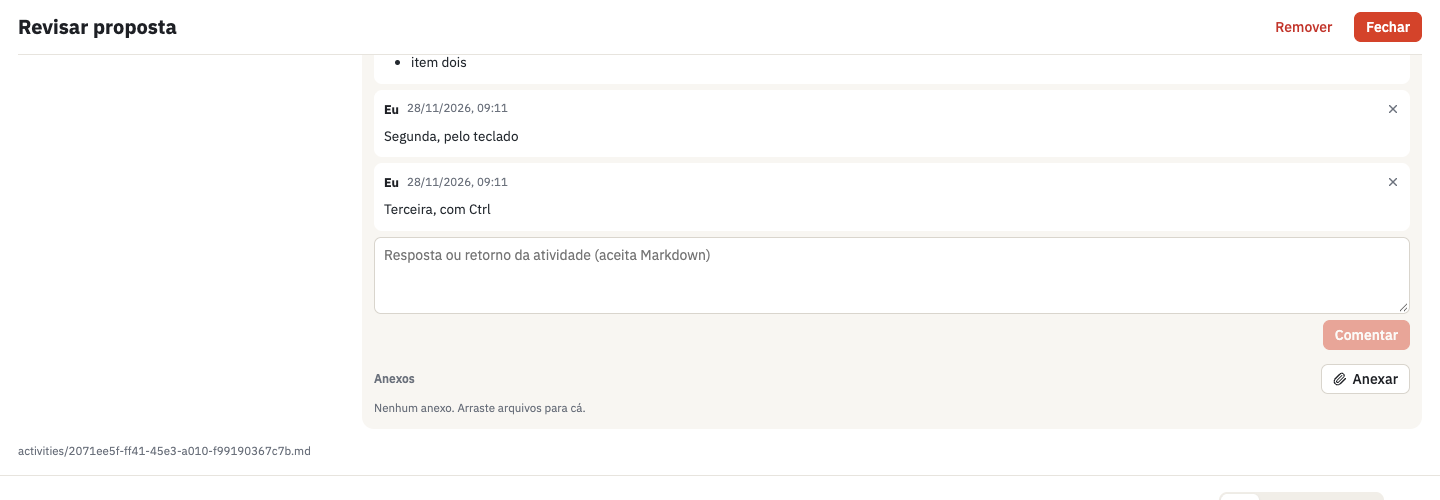 Revisar proposta
Remover
Fechar
item dois
Eu 28/11/2026, 09:11
Segunda, pelo teclado
Eu 28/11/2026, 09:11
Terceira, com Ctrl
Resposta ou retorno da atividade (aceita Markdown)
Comentar
Anexos
Anexar
Nenhum anexo. Arraste arquivos para cá.
activities/2071ee5f-ff41-45e3-a010-f99190367c7b.md